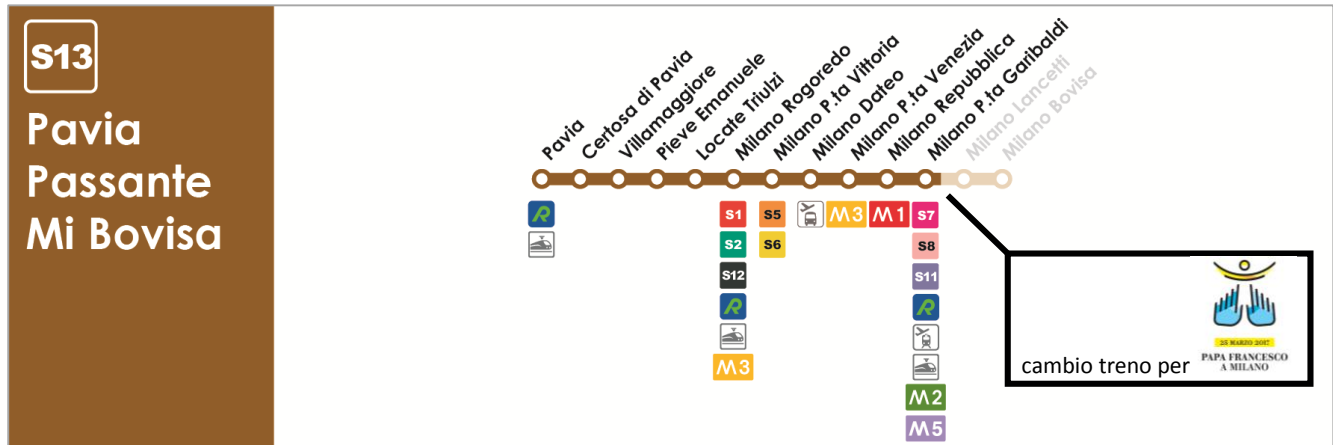 S13
Pavia
Passante
Mi Bovisa
Pavia
Certosa di Pavia
Villamaggiore
Pieve Emanuele
Locate Triulzi
Milano Rogoredo
Milano P.ta Vittoria
Milano Dateo
Milano P.ta Venezia
Milano Repubblica
Milano P.ta Garibaldi
Milano Lancetti
Milano Bovisa
R
S1
S2
S12
R
M3
S5
S6
M3
M1
S7
S8
S11
R
M2
M5
cambio treno per
25 MARZO 2017
PAPA FRANCESCO
A MILANO